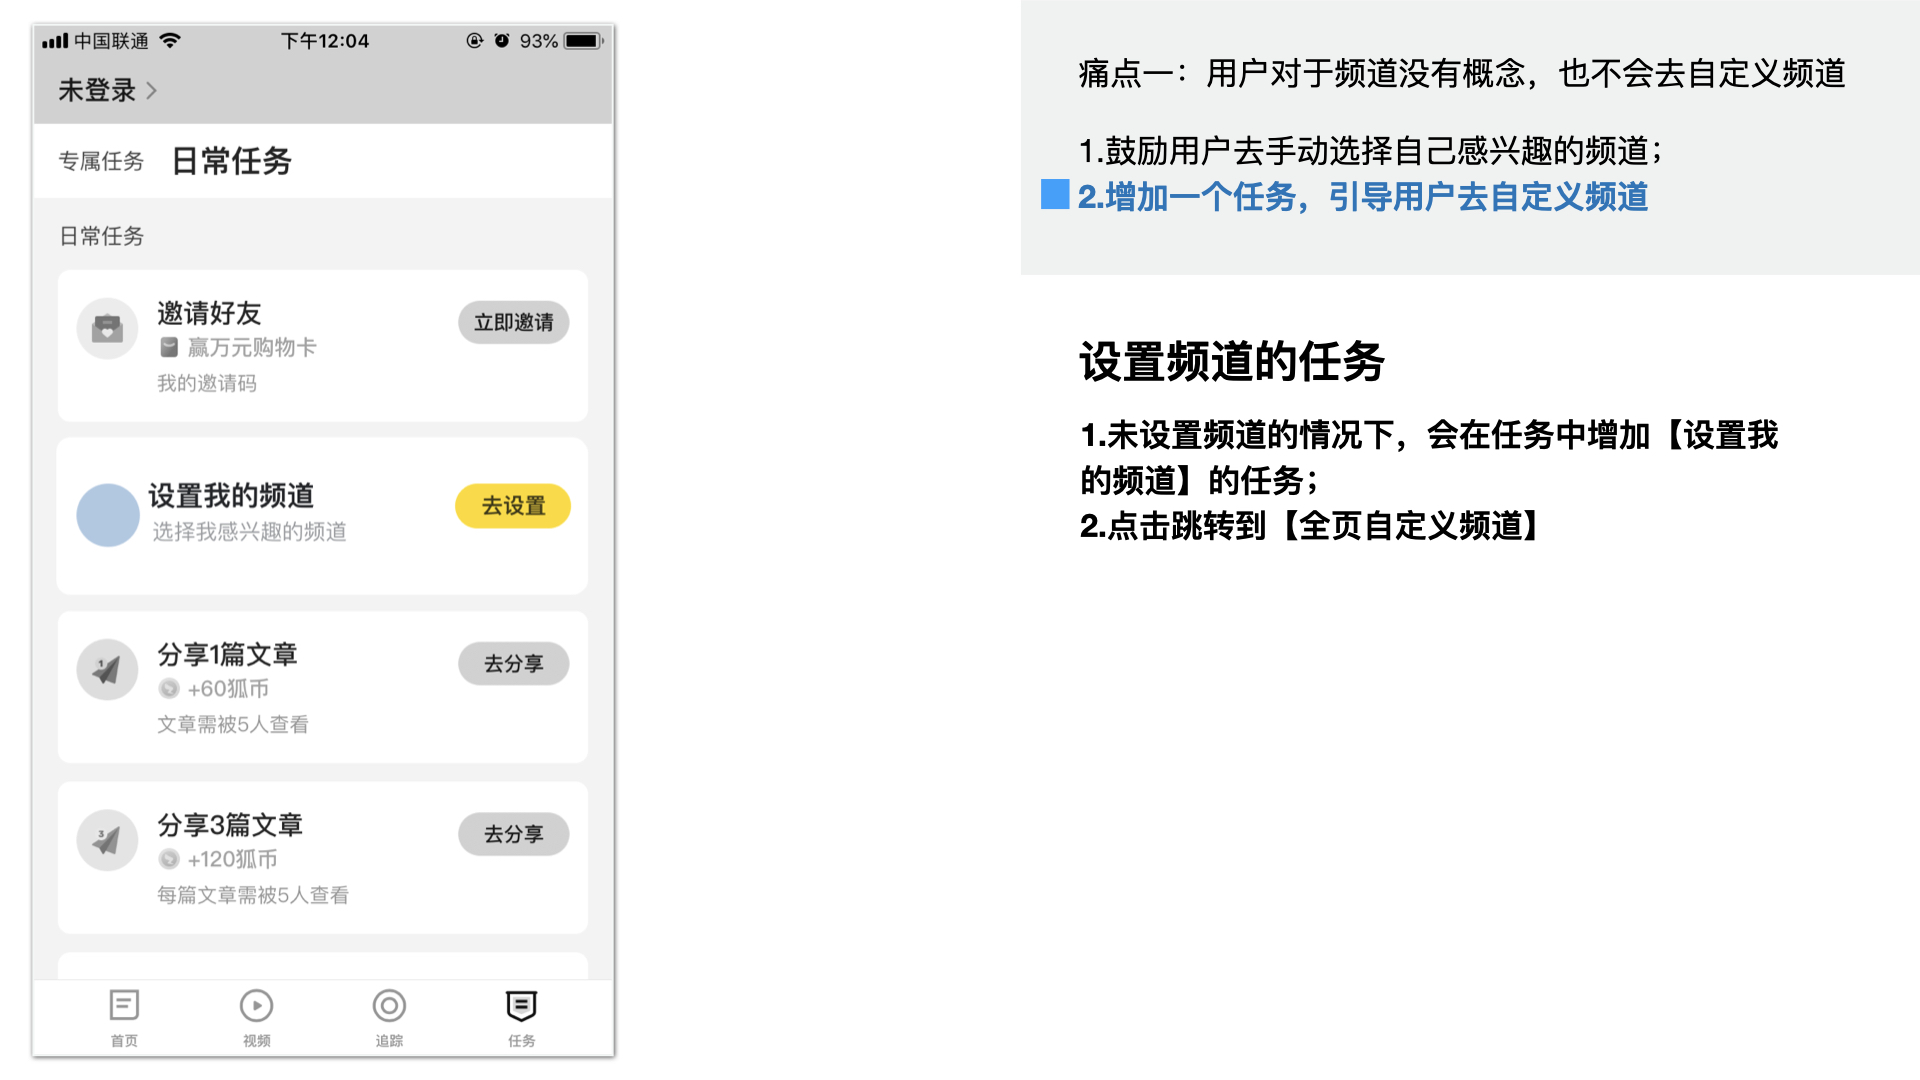 中国联通
下午12:04
93%
未登录
专属任务 日常任务
日常任务
邀请好友
赢万元购物卡
我的邀请码
立即邀请
设置我的频道
选择我感兴趣的频道
去设置
1
分享1篇文章
+60狐币
文章需被5人查看
去分享
3
分享3篇文章
+120狐币
每篇文章需被5人查看
去分享
首页
视频
追踪
任务
痛点一：用户对于频道没有概念，也不会去自定义频道
1.鼓励用户去手动选择自己感兴趣的频道；
2.增加一个任务，引导用户去自定义频道
设置频道的任务
1.未设置频道的情况下，会在任务中增加【设置我
的频道】的任务；
2.点击跳转到【全页自定义频道】